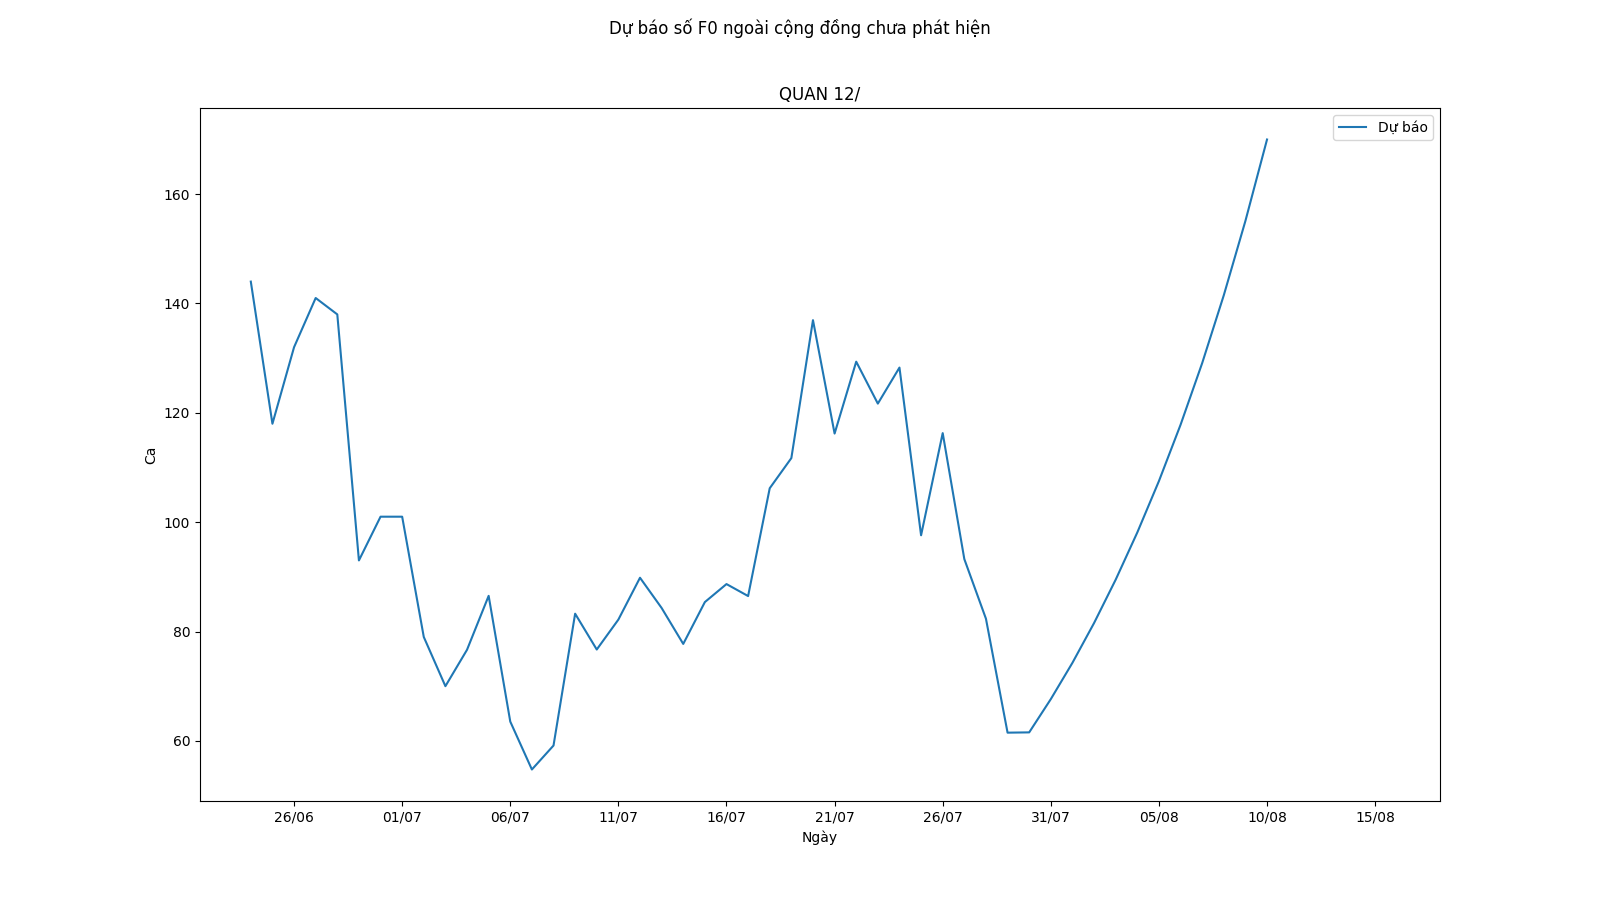 Dự báo số F0 ngoài cộng đồng chưa phát hiện
QUAN 12/
Dự báo
160
140
120
100
80
60
Ca
26/06 01/07 06/07 11/07 16/07 21/07 26/07 31/07 05/08 10/08 15/08
Ngày